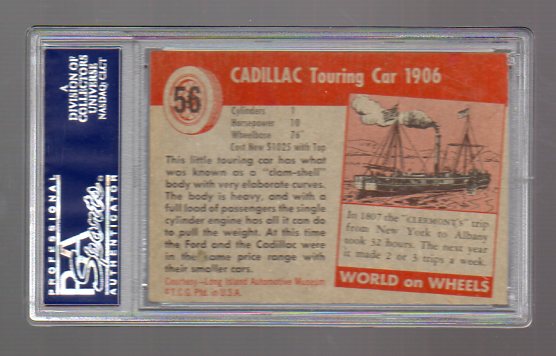 A
DIVISION OF
COLLECTORS
UNIVERSE
NASDAQ: CLCT
PROFESSIONAL
PSA
Sports
AUTHENTICATOR
56
CADILLAC Touring Car 1906
Cylinders 1
Horsepower 10
Wheelbase 76"
Cost New $1025 with Top
This little touring car has what
was known as a "clam-shell"
body with very elaborate curves.
The body is heavy, and with a
full load of passengers the single
cylinder engine has all it can do
to pull the weight. At this time
the Ford and the Cadillac were
in the same price range with
their smaller cars.
Courtesy—Long Island Automotive Museum
©T.C.G. Ptd. in U.S.A.
In 1807 the "CLERMONT,s" trip
from New York to Albany
took 32 hours. The next year
it made 2 or 3 trips a week.
WORLD on WHEELS